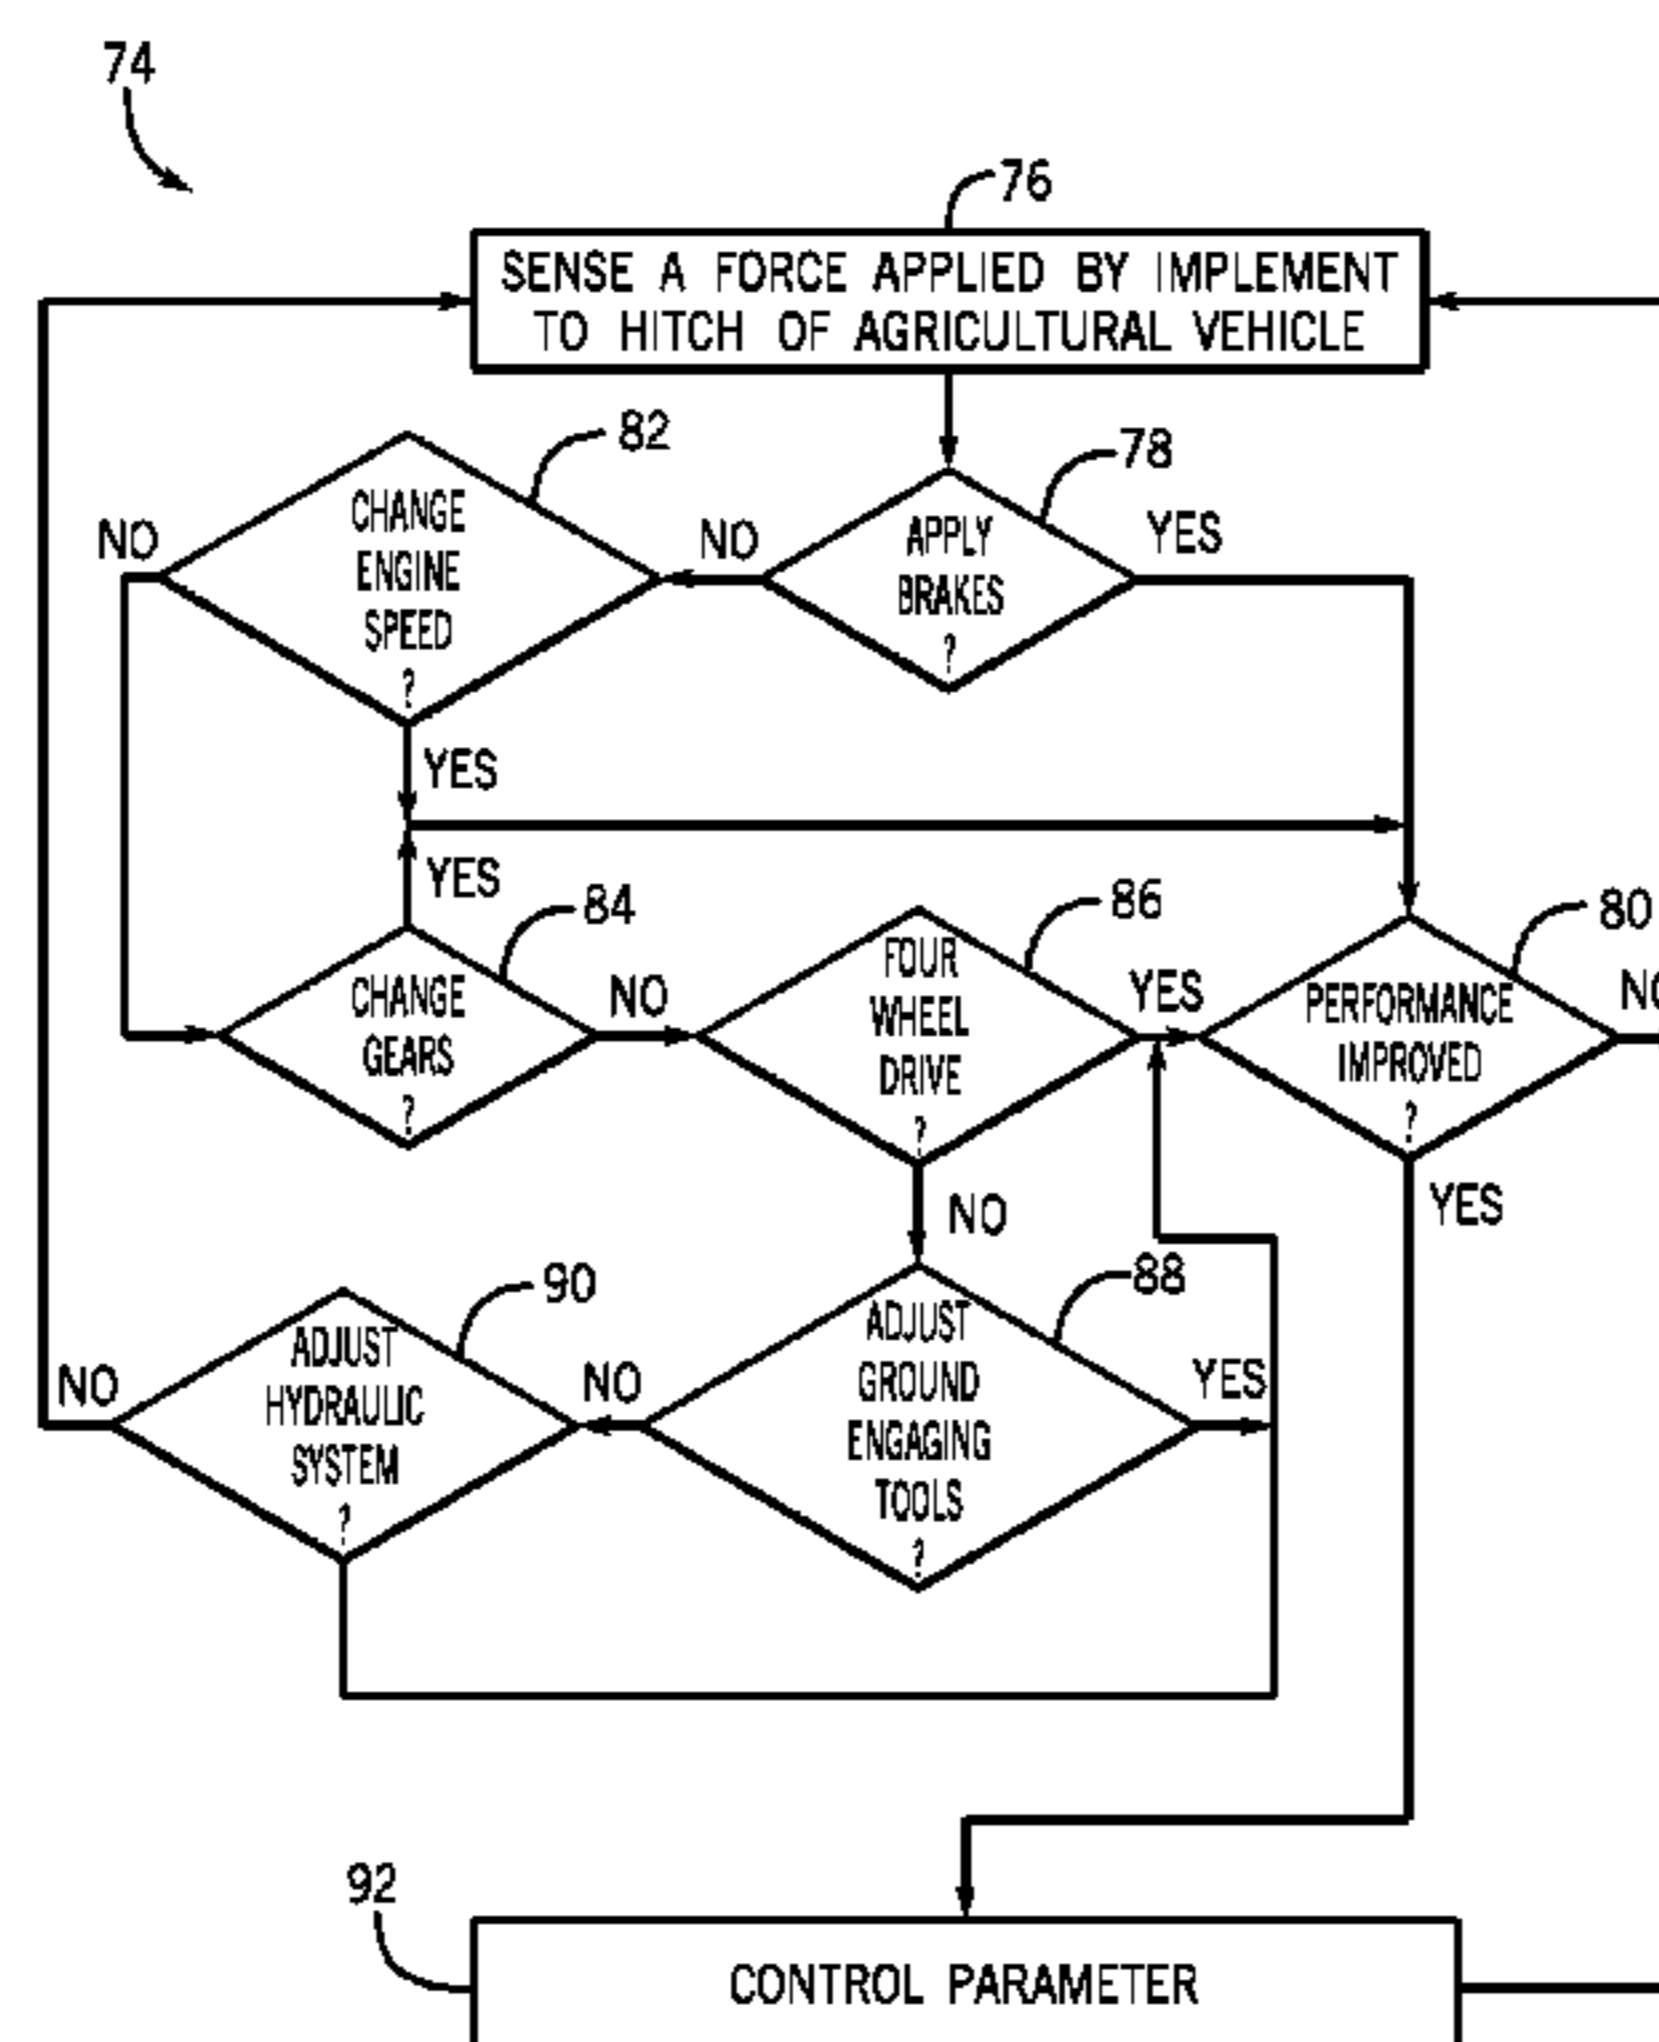 74
76
SENSE A FORCE APPLIED BY IMPLEMENT
TO HITCH OF AGRICULTURAL VEHICLE
82
78
NO
CHANGE
ENGINE
SPEED
?
NO
APPLY
BRAKES
?
YES
YES
YES
84
86
80
CHANGE
GEARS
?
NO
FOUR
WHEEL
DRIVE
?
YES
PERFORMANCE
IMPROVED
?
NO
NO
YES
90
88
NO
ADJUST
HYDRAULIC
SYSTEM
?
NO
ADJUST
GROUND
ENGAGING
TOOLS
?
YES
92
CONTROL PARAMETER